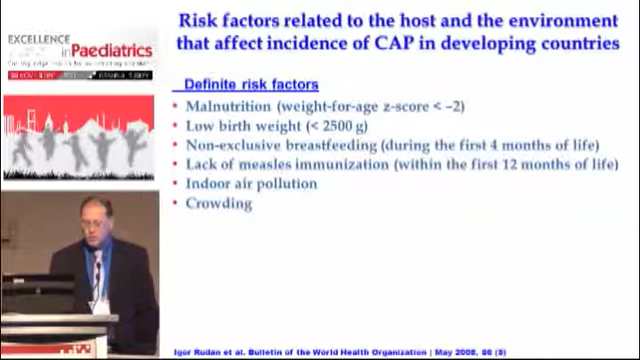 EXCELLENCE
in Paediatrics
Risk factors related to the host and the environment
that affect incidence of CAP in developing countries
Definite risk factors
• Malnutrition (weight-for-age z-score < –2)
• Low birth weight (< 2500 g)
• Non-exclusive breastfeeding (during the first 4 months of life)
• Lack of measles immunization (within the first 12 months of life)
• Indoor air pollution
• Crowding
Igor Rudan et al. Bulletin of the World Health Organization | May 2008, 86 (5)